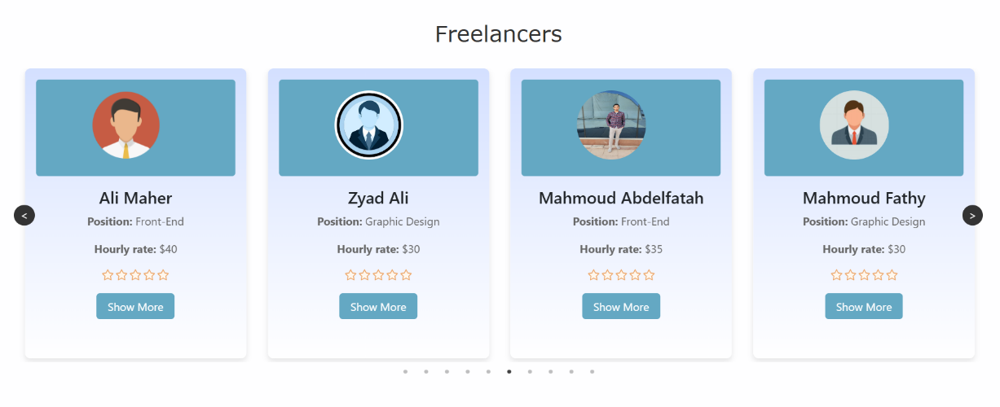 Freelancers
Ali Maher
Position: Front-End
Hourly rate: $40
Show More
Zyad Ali
Position: Graphic Design
Hourly rate: $30
Show More
Mahmoud Abdelfatah
Position: Front-End
Hourly rate: $35
Show More
Mahmoud Fathy
Position: Graphic Design
Hourly rate: $30
Show More
<
>